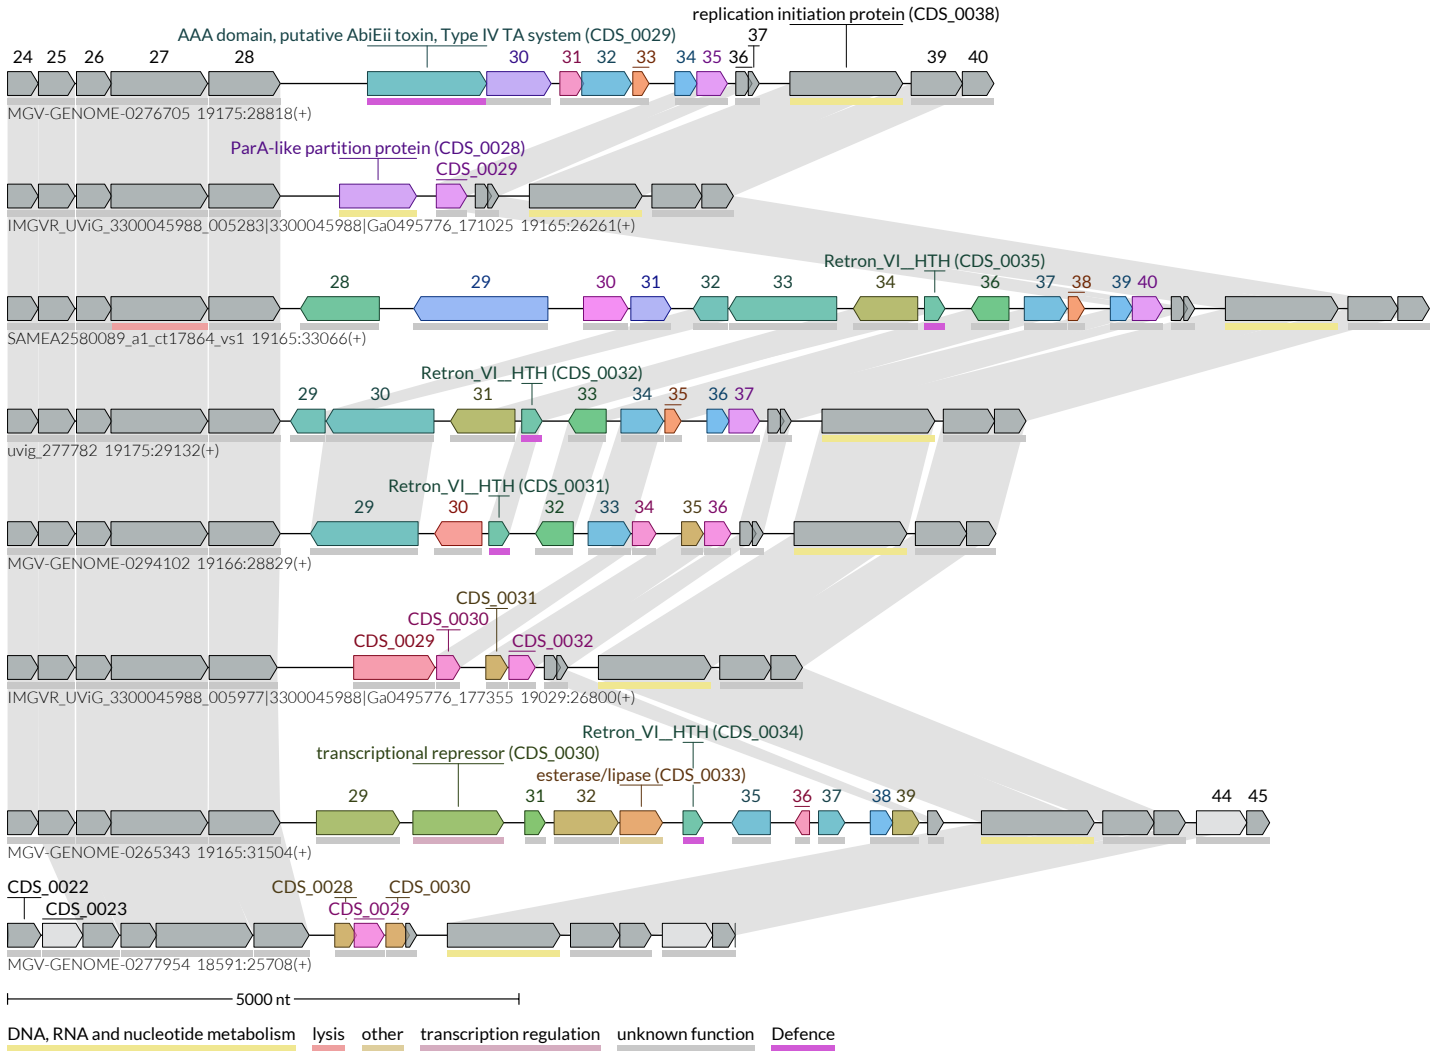 replication initiation protein (CDS_0038)
AAA domain, putative AbiEii toxin, Type IV TA system (CDS_0029) 37
24 25 26 27 28 30 31 32 33 34 35 36 39 40
MGV-GENOME-0276705 19175:28818(+)
ParA-like partition protein (CDS_0028)
CDS_0029
IMGVR_UViG_3300045988_005283|3300045988|Ga0495776_171025 19165:26261(+)
Retron_VI__HTH (CDS_0035)
28 29 30 31 32 33 34 36 37 38 39 40
SAMEA2580089_a1_ct17864_vs1 19165:33066(+)
Retron_VI__HTH (CDS_0032)
29 30 31 33 34 35 36 37
uvig_277782 19175:29132(+)
Retron_VI__HTH (CDS_0031)
29 30 32 33 34 35 36
MGV-GENOME-0294102 19166:28829(+)
CDS_0031
CDS_0030
CDS_0029 CDS_0032
IMGVR_UViG_3300045988_005977|3300045988|Ga0495776_177355 19029:26800(+)
Retron_VI__HTH (CDS_0034)
transcriptional repressor (CDS_0030)
esterase/lipase (CDS_0033)
29 31 32 35 36 37 38 39 44 45
MGV-GENOME-0265343 19165:31504(+)
CDS_0022 CDS_0028 CDS_0030
CDS_0023 CDS_0029
MGV-GENOME-0277954 18591:25708(+)
5000 nt
DNA, RNA and nucleotide metabolism lysis other transcription regulation unknown function Defence